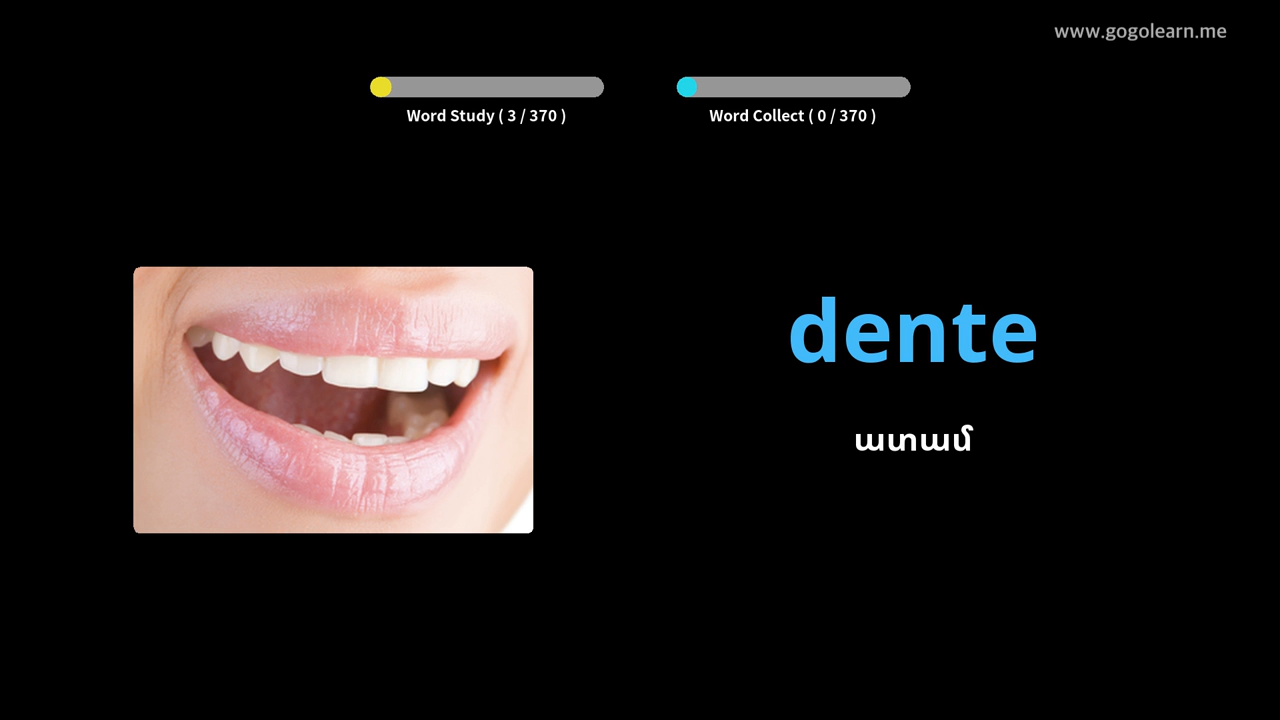 www.gogolearn.me
Word Study ( 3 / 370 )
Word Collect ( 0 / 370 )
dente
ատամ